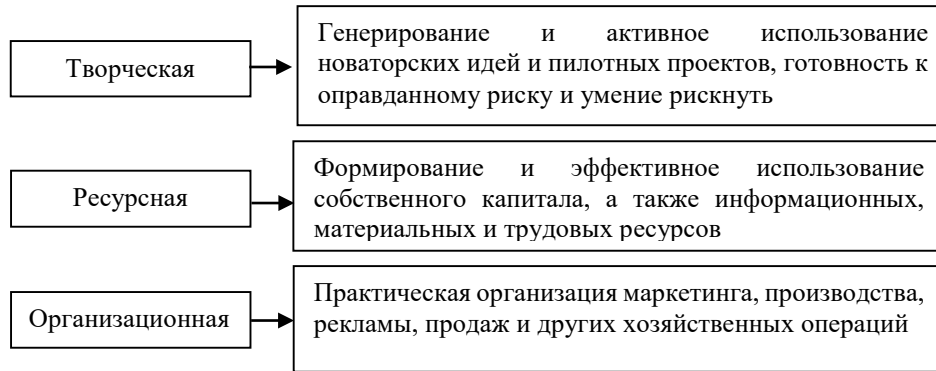 Творческая
Генерирование и активное использование
новаторских идей и пилотных проектов, готовность к
оправданному риску и умение рискнуть
Ресурсная
Формирование и эффективное использование
собственного капитала, а также информационных,
материальных и трудовых ресурсов
Организационная
Практическая организация маркетинга, производства,
рекламы, продаж и других хозяйственных операций